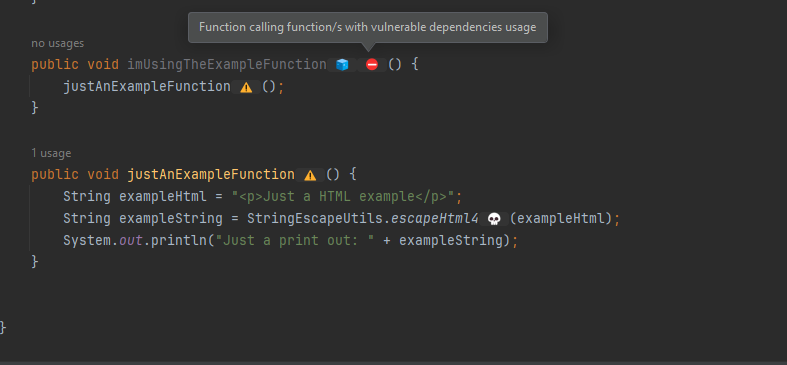 }
Function calling function/s with vulnerable dependencies usage
no usages
public void imUsingTheExampleFunction 🧊 ⛔ () {
justAnExampleFunction ⚠️ ();
}
1 usage
public void justAnExampleFunction ⚠️ () {
String exampleHtml = "<p>Just a HTML example</p>";
String exampleString = StringEscapeUtils.escapeHtml4 💀 (exampleHtml);
System.out.println("Just a print out: " + exampleString);
}
}